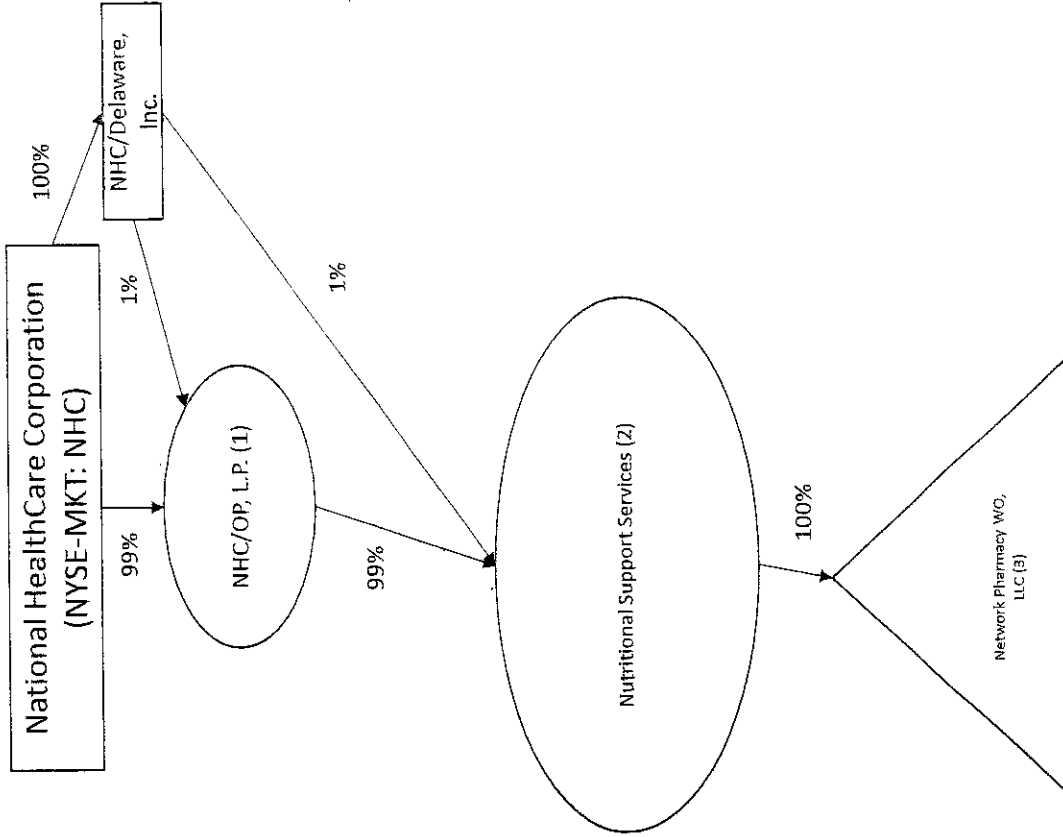 National HealthCare Corporation
(NYSE-MKT: NHC)
100%
NHC/Delaware,
Inc.
99%
1%
NHC/OP, L.P. (1)
1%
99%
Nutritional Support Services (2)
100%
Network Pharmacy WO,
LLC (3)